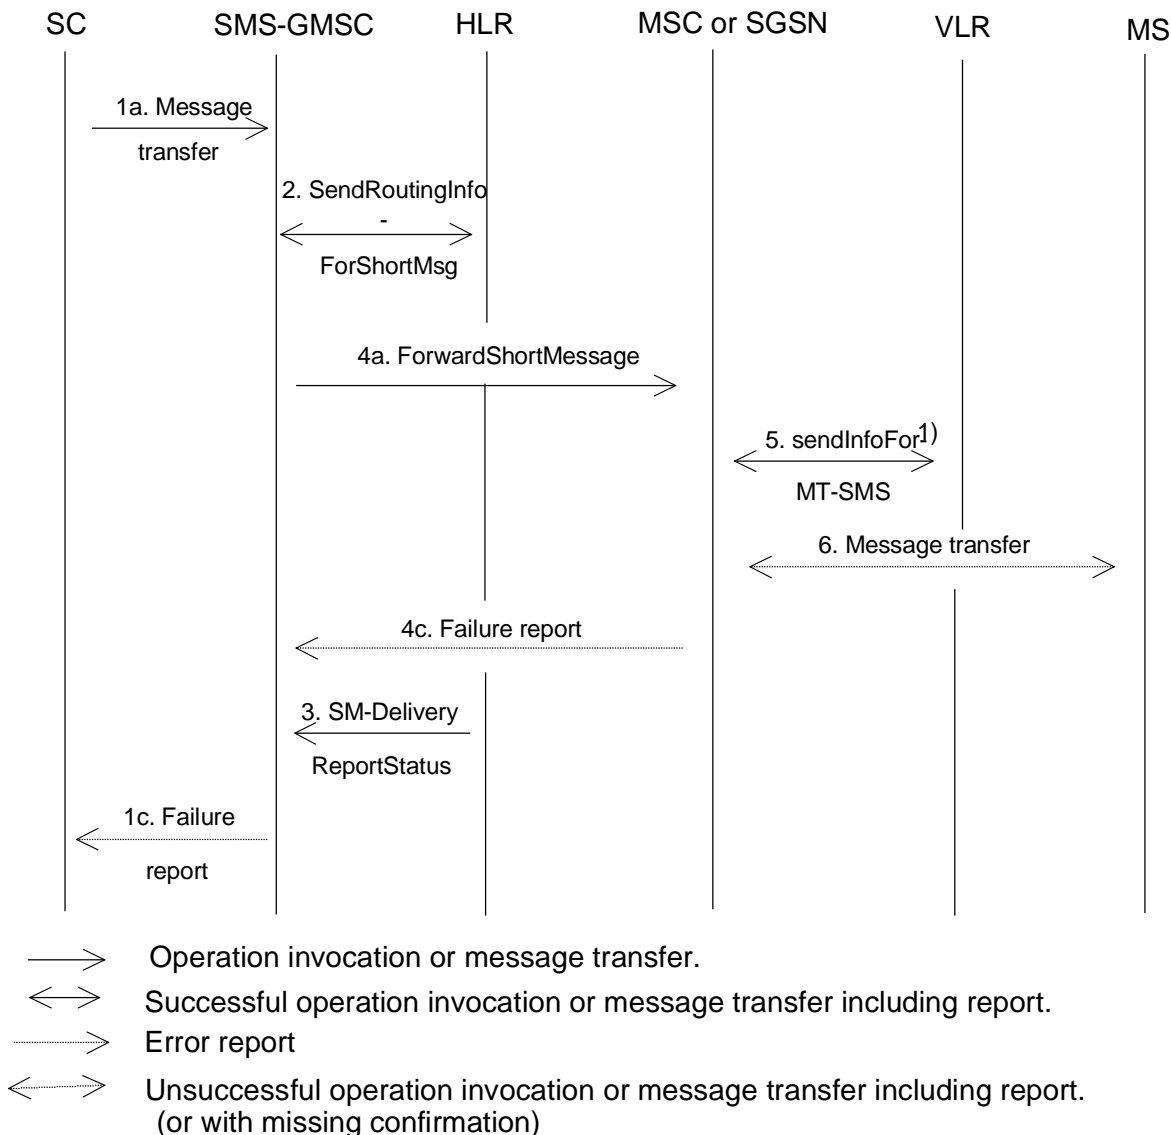 SC SMS-GMSC HLR MSC or SGSN VLR MS
1a. Message
transfer
2. SendRoutingInfo
-
ForShortMsg
4a. ForwardShortMessage
5. sendInfoFor-1)
MT-SMS
6. Message transfer
4c. Failure report
3. SM-Delivery
ReportStatus
1c. Failure
report
Operation invocation or message transfer.
Successful operation invocation or message transfer including report.
Error report
Unsuccessful operation invocation or message transfer including report.
(or with missing confirmation)